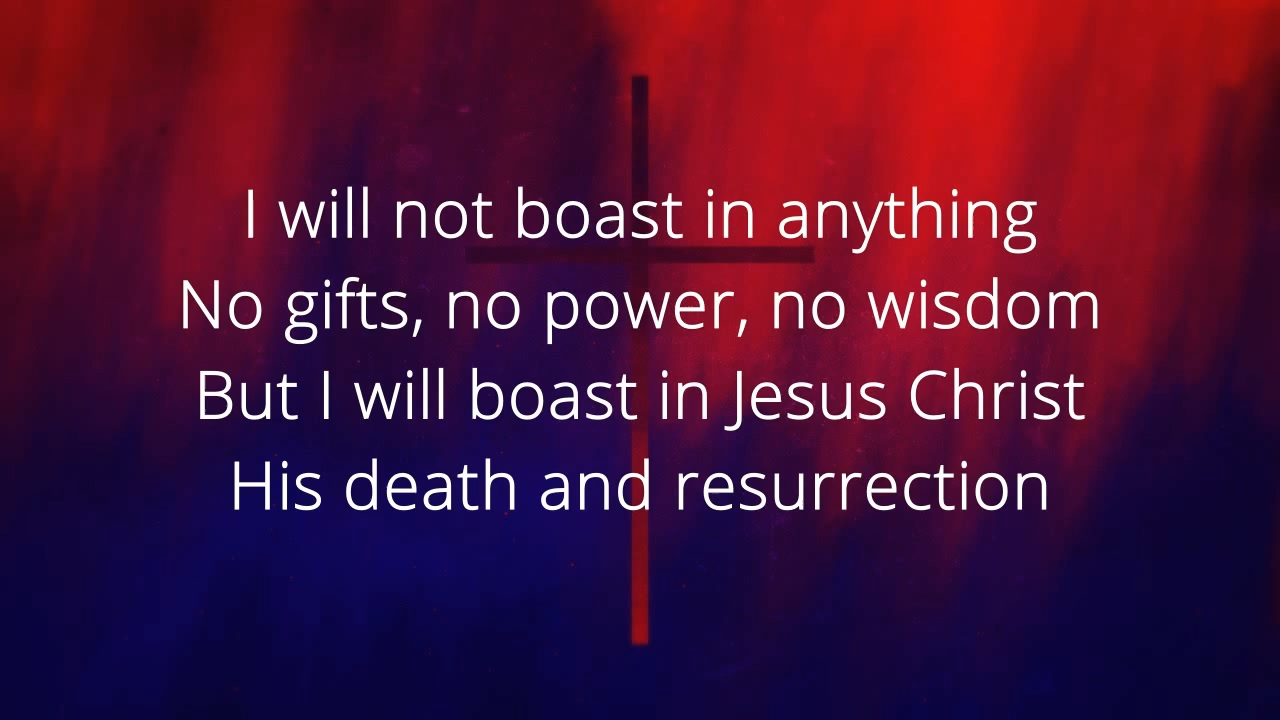 I will not boast in anything
No gifts, no power, no wisdom
But I will boast in Jesus Christ
His death and resurrection